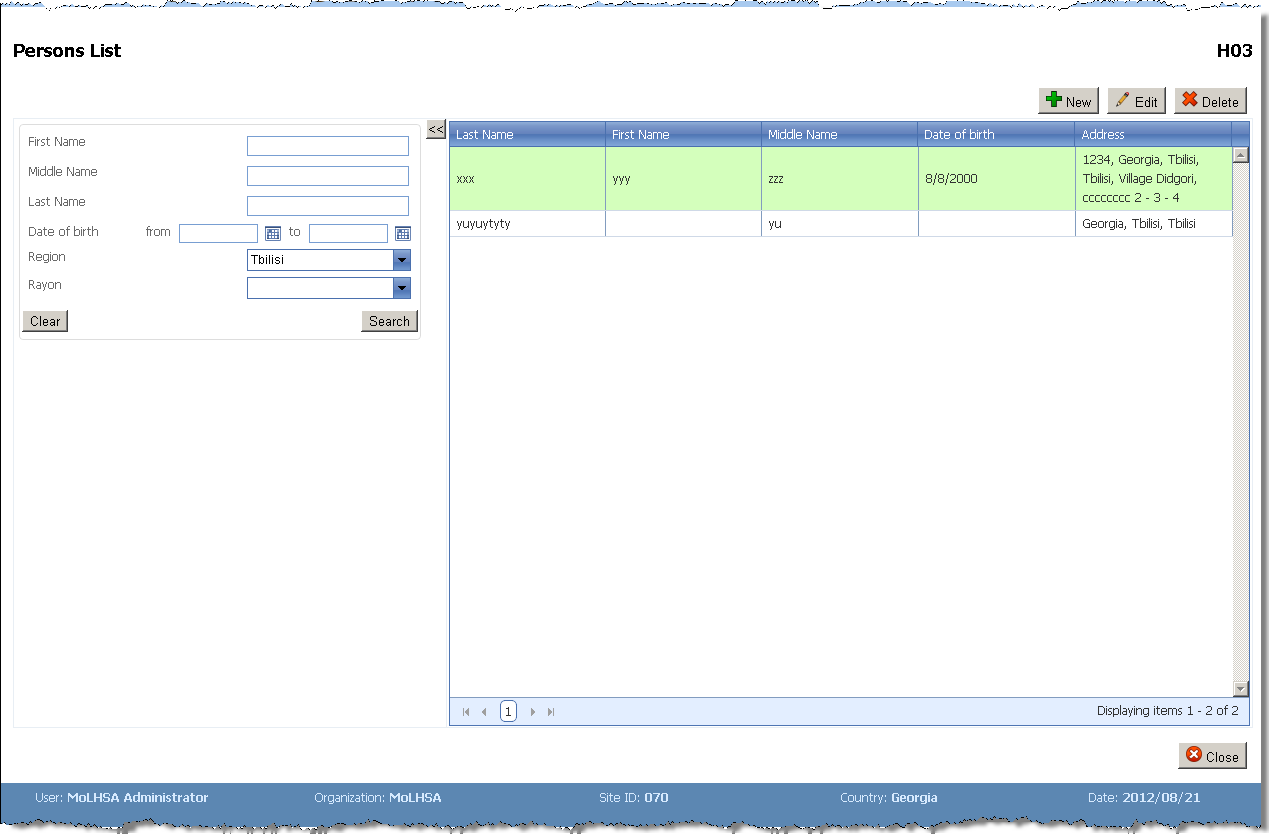 Persons List
H03
New Edit Delete
First Name
Middle Name
Last Name
Date of birth from to
Region Tbilisi
Rayon
Clear Search
<<
Last Name First Name Middle Name Date of birth Address
xxx yyy zzz 8/8/2000 1234, Georgia, Tbilisi,
Tbilisi, Village Didgori,
cccccccc 2 - 3 - 4
yuyuytyty yu Georgia, Tbilisi, Tbilisi
1
Displaying items 1 - 2 of 2
Close
User: MoLHSA Administrator Organization: MoLHSA Site ID: 070 Country: Georgia Date: 2012/08/21